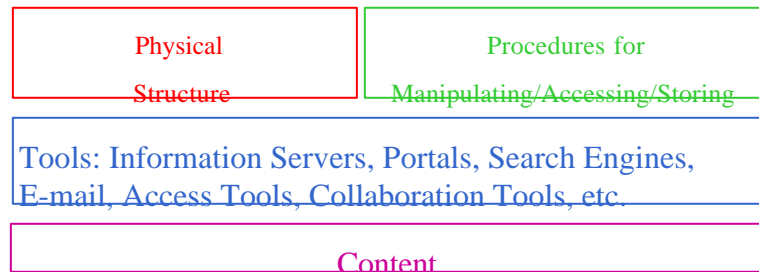 Physical
Structure
Procedures for
Manipulating/Accessing/Storing
Tools: Information Servers, Portals, Search Engines,
E-mail, Access Tools, Collaboration Tools, etc.
Content